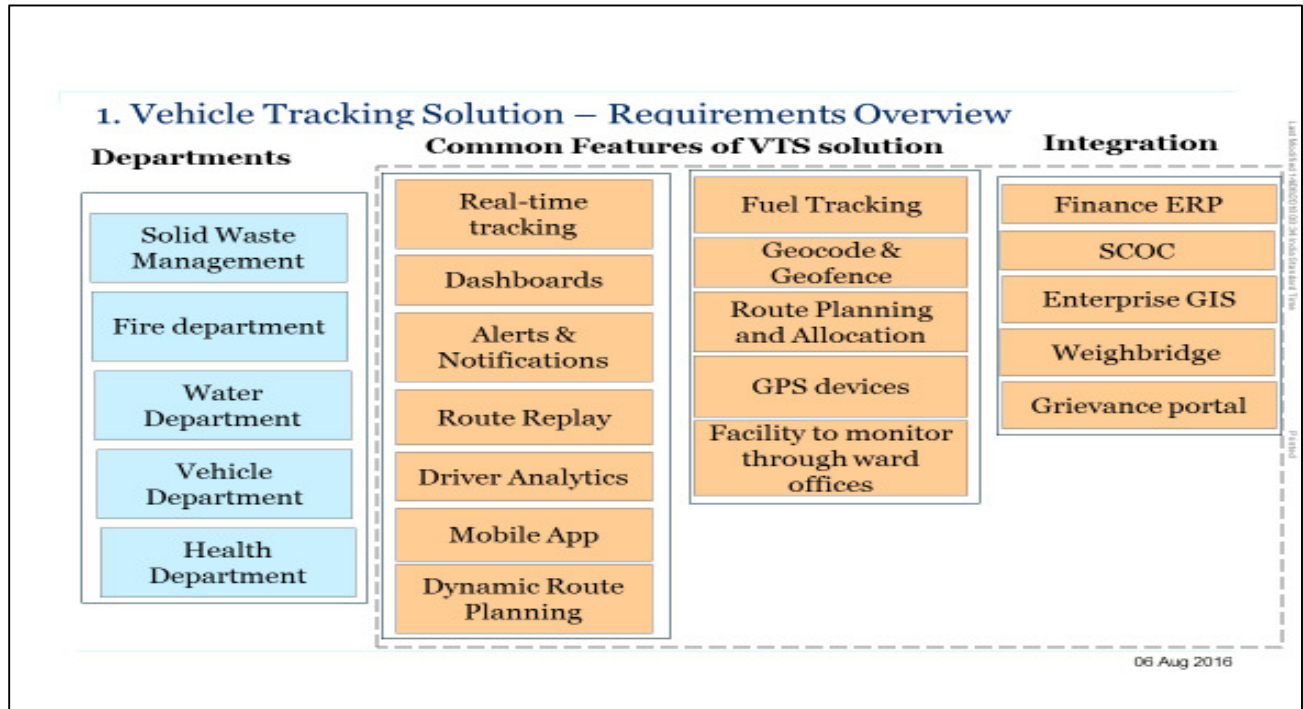 1. Vehicle Tracking Solution – Requirements Overview
Departments
Common Features of VTS solution
Integration
Solid Waste
Management
Fire department
Water
Department
Vehicle
Department
Health
Department
Real-time
tracking
Dashboards
Alerts &
Notifications
Route Replay
Driver Analytics
Mobile App
Dynamic Route
Planning
Fuel Tracking
Geocode &
Geofence
Route Planning
and Allocation
GPS devices
Facility to monitor
through ward
offices
Finance ERP
SCOC
Enterprise GIS
Weighbridge
Grievance portal
Printed
06 Aug 2016